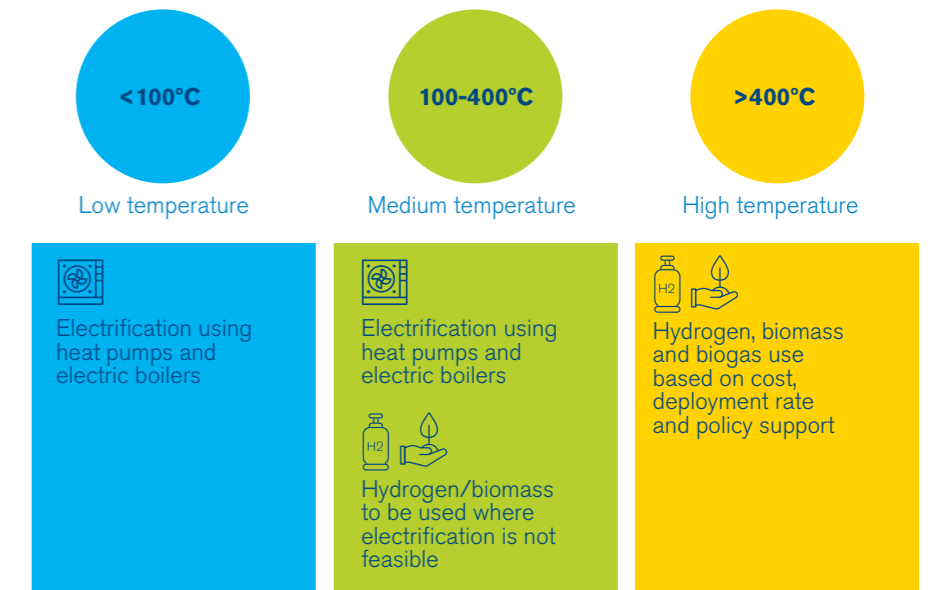 <100°C
100-400°C
>400°C
Low temperature
Medium temperature
High temperature
Electrification using
heat pumps and
electric boilers
Electrification using
heat pumps and
electric boilers
H2
Hydrogen/biomass
to be used where
electrification is not
feasible
H2
Hydrogen, biomass
and biogas use
based on cost,
deployment rate
and policy support